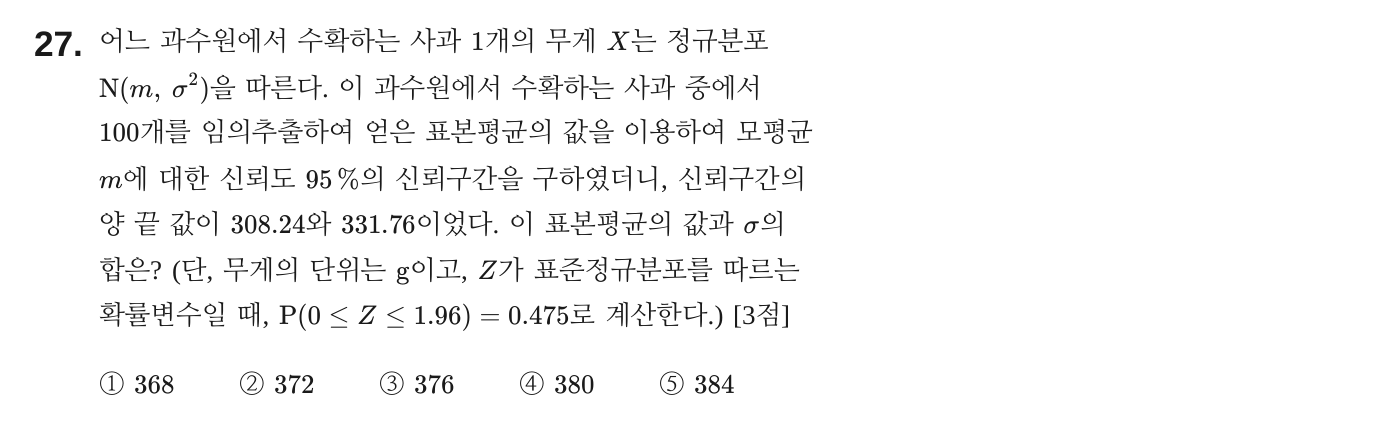 27. 어느 과수원에서 수확하는 사과 1개의 무게 X는 정규분포
N(m, σ²)을 따른다. 이 과수원에서 수확하는 사과 중에서
100개를 임의추출하여 얻은 표본평균의 값을 이용하여 모평균
m에 대한 신뢰도 95%의 신뢰구간을 구하였더니, 신뢰구간의
양 끝 값이 308.24와 331.76이었다. 이 표본평균의 값과 σ의
합은? (단, 무게의 단위는 g이고, Z가 표준정규분포를 따르는
확률변수일 때, P(0 ≤ Z ≤ 1.96) = 0.475로 계산한다.) [3점]
① 368 ② 372 ③ 376 ④ 380 ⑤ 384